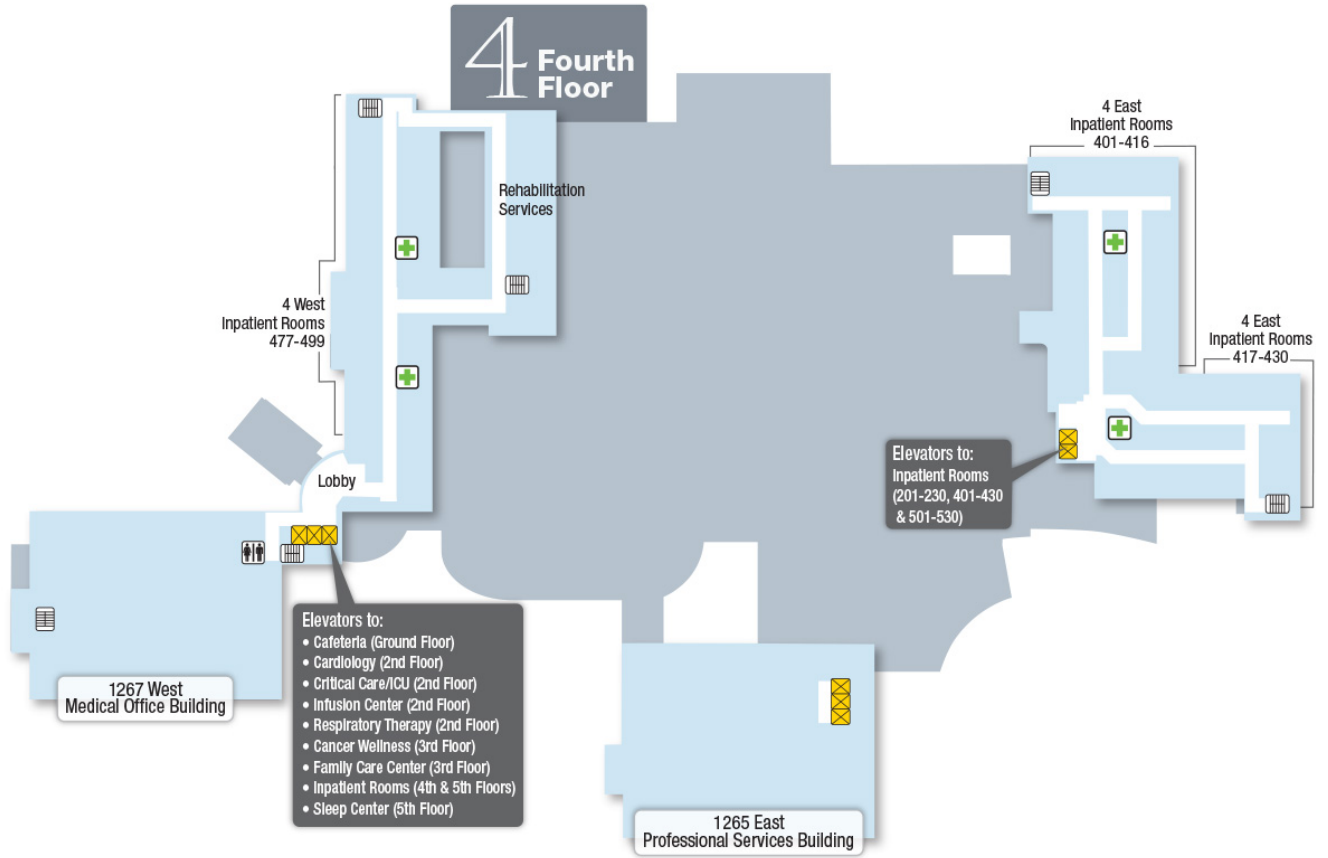 4 Fourth
Floor
4 East
Inpatient Rooms
401-416
Rehabilitation
Services
4 West
Inpatient Rooms
477-499
4 East
Inpatient Rooms
417-430
Elevators to:
Inpatient Rooms
(201-230, 401-430
& 501-530)
Lobby
Elevators to:
• Cafeteria (Ground Floor)
• Cardiology (2nd Floor)
• Critical Care/ICU (2nd Floor)
• Infusion Center (2nd Floor)
• Respiratory Therapy (2nd Floor)
• Cancer Wellness (3rd Floor)
• Family Care Center (3rd Floor)
• Inpatient Rooms (4th & 5th Floors)
• Sleep Center (5th Floor)
1267 West
Medical Office Building
1265 East
Professional Services Building